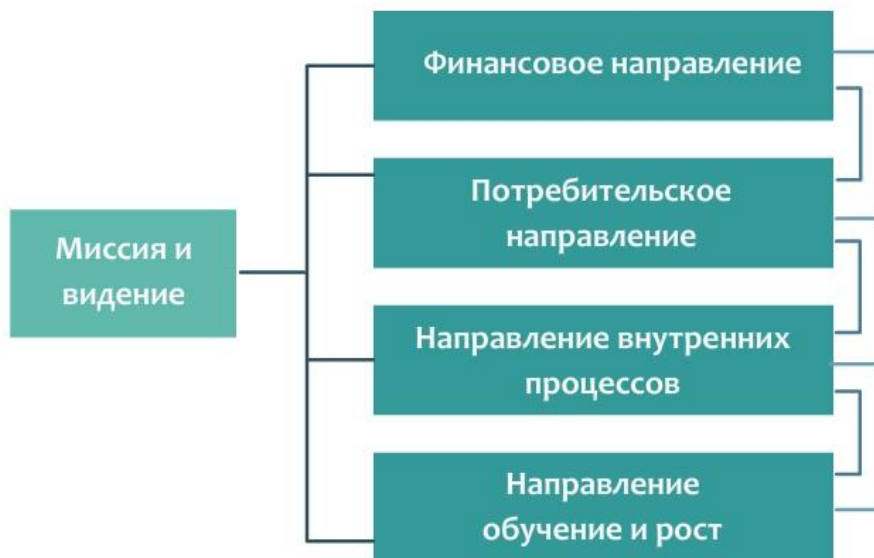 Финансовое направление
Потребительское
направление
Миссия и
видение
Направление внутренних
процессов
Направление
обучение и рост